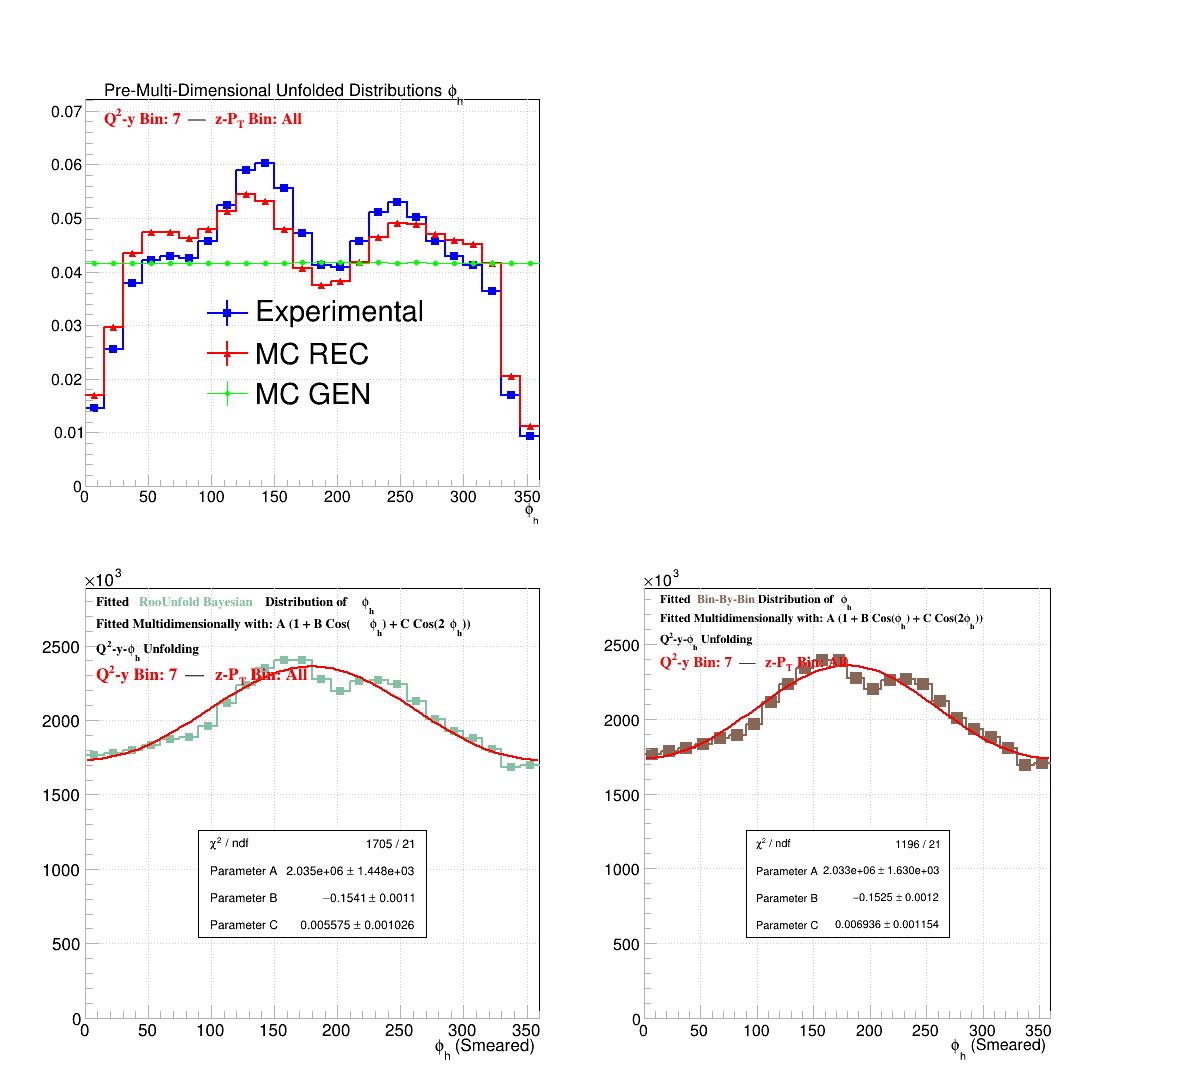 Pre-Multi-Dimensional Unfolded Distributions ϕh
Q2-y Bin: 7 — z-PT Bin: All
0.07
0.06
0.05
0.04
0.03
0.02
0.01
0
Experimental
MC REC
MC GEN
0 50 100 150 200 250 300 350
ϕh
×103
Fitted RooUnfold Bayesian Distribution of ϕh
Fitted Multidimensionally with: A (1 + B Cos( ϕh) + C Cos(2 ϕh))
Q2-y-ϕh Unfolding
Q2-y Bin: 7 — z-PT Bin: All
2500
2000
1500
1000
500
0
χ2 / ndf 1705 / 21
Parameter A 2.035e+06 ± 1.448e+03
Parameter B −0.1541 ± 0.0011
Parameter C 0.005575 ± 0.001026
0 50 100 150 200 250 300 350
ϕh (Smeared)
×103
Fitted Bin-By-Bin Distribution of ϕh
Fitted Multidimensionally with: A (1 + B Cos(ϕh) + C Cos(2ϕh))
Q2-y-ϕh Unfolding
Q2-y Bin: 7 — z-PT Bin: All
2500
2000
1500
1000
500
0
χ2 / ndf 1196 / 21
Parameter A 2.033e+06 ± 1.630e+03
Parameter B −0.1525 ± 0.0012
Parameter C 0.006936 ± 0.001154
0 50 100 150 200 250 300 350
ϕh (Smeared)